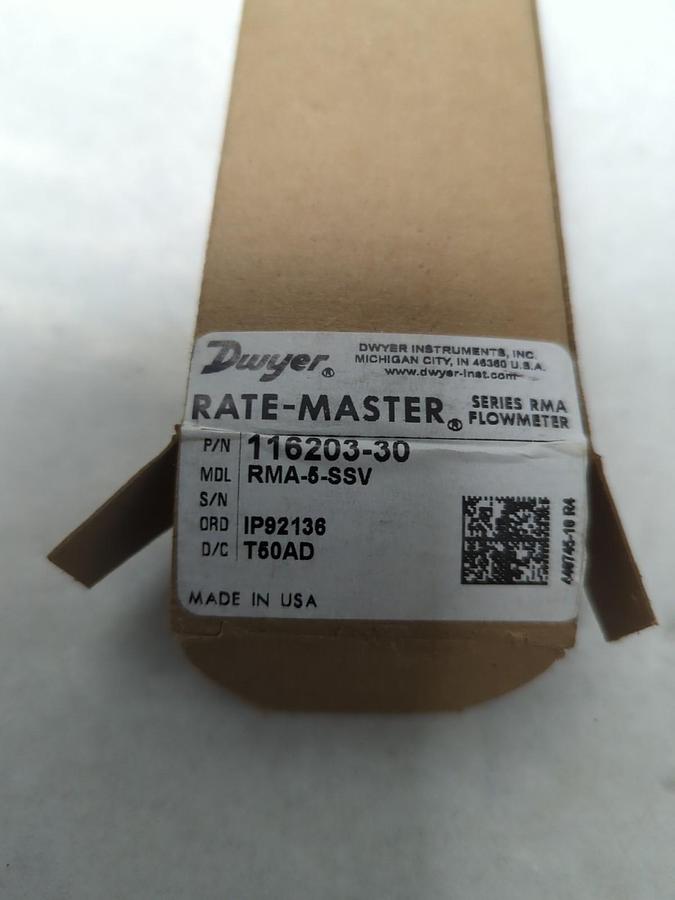 Dwyer®
DWYER INSTRUMENTS, INC.
MICHIGAN CITY, IN 46360 U.S.A.
www.dwyer-inst.com
RATE-MASTER®
SERIES RMA
FLOWMETER
P/N 116203-30
MDL RMA-5-SSV
S/N
ORD IP92136
D/C T50AD
MADE IN USA